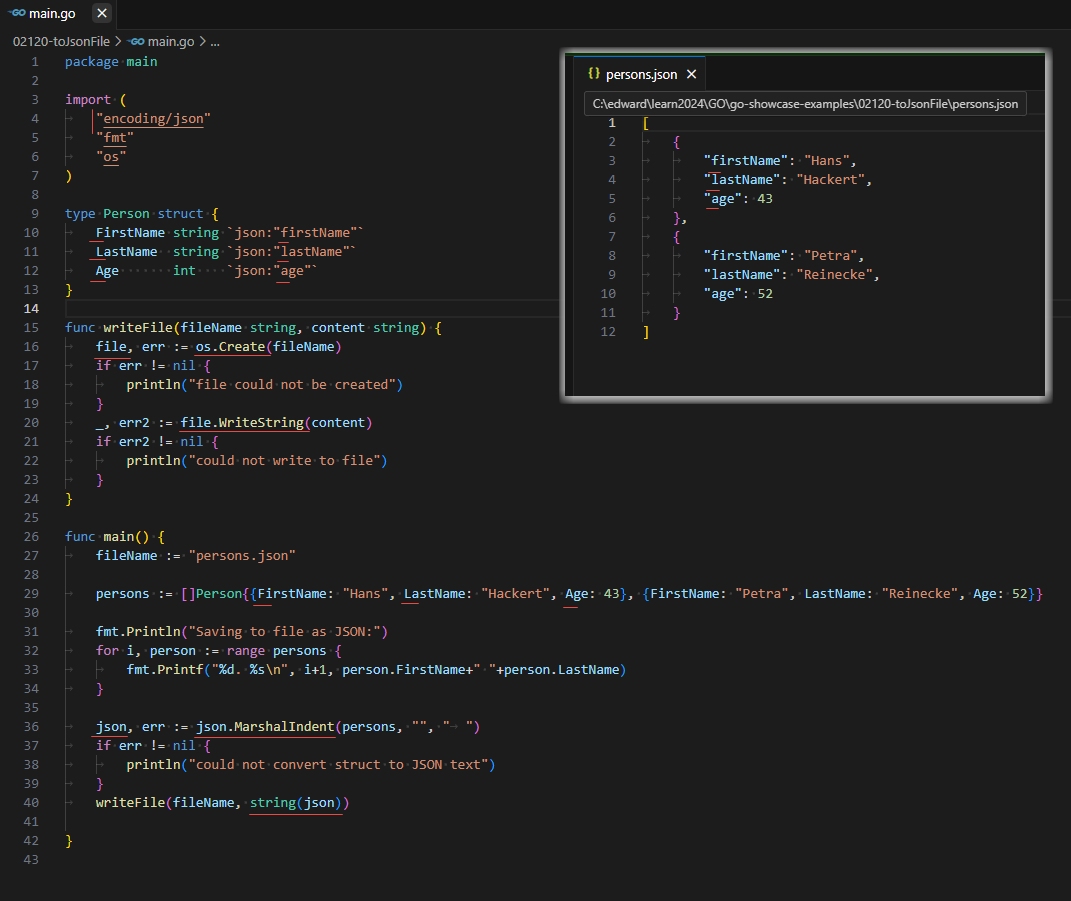 GO main.go ✕
02120-toJsonFile > GO main.go > ...
1 package main
2
3 import (
4 "encoding/json"
5 "fmt"
6 "os"
7 )
8
9 type Person struct {
10 FirstName string `json:"firstName"`
11 LastName  string `json:"lastName"`
12 Age       int    `json:"age"`
13 }
14
15 func writeFile(fileName string, content string) {
16 file, err := os.Create(fileName)
17 if err != nil {
18 println("file could not be created")
19 }
20 _, err2 := file.WriteString(content)
21 if err2 != nil {
22 println("could not write to file")
23 }
24 }
25
26 func main() {
27 fileName := "persons.json"
28
29 persons := []Person{{FirstName: "Hans", LastName: "Hackert", Age: 43}, {FirstName: "Petra", LastName: "Reinecke", Age: 52}}
30
31 fmt.Println("Saving to file as JSON:")
32 for i, person := range persons {
33 fmt.Printf("%d. %s\n", i+1, person.FirstName+" "+person.LastName)
34 }
35
36 json, err := json.MarshalIndent(persons, "", "→ ")
37 if err != nil {
38 println("could not convert struct to JSON text")
39 }
40 writeFile(fileName, string(json))
41
42 }
43
{} persons.json ✕
C:\edward\learn2024\GO\go-showcase-examples\02120-toJsonFile\persons.json
1 [
2 {
3 "firstName": "Hans",
4 "lastName": "Hackert",
5 "age": 43
6 },
7 {
8 "firstName": "Petra",
9 "lastName": "Reinecke",
10 "age": 52
11 }
12 ]